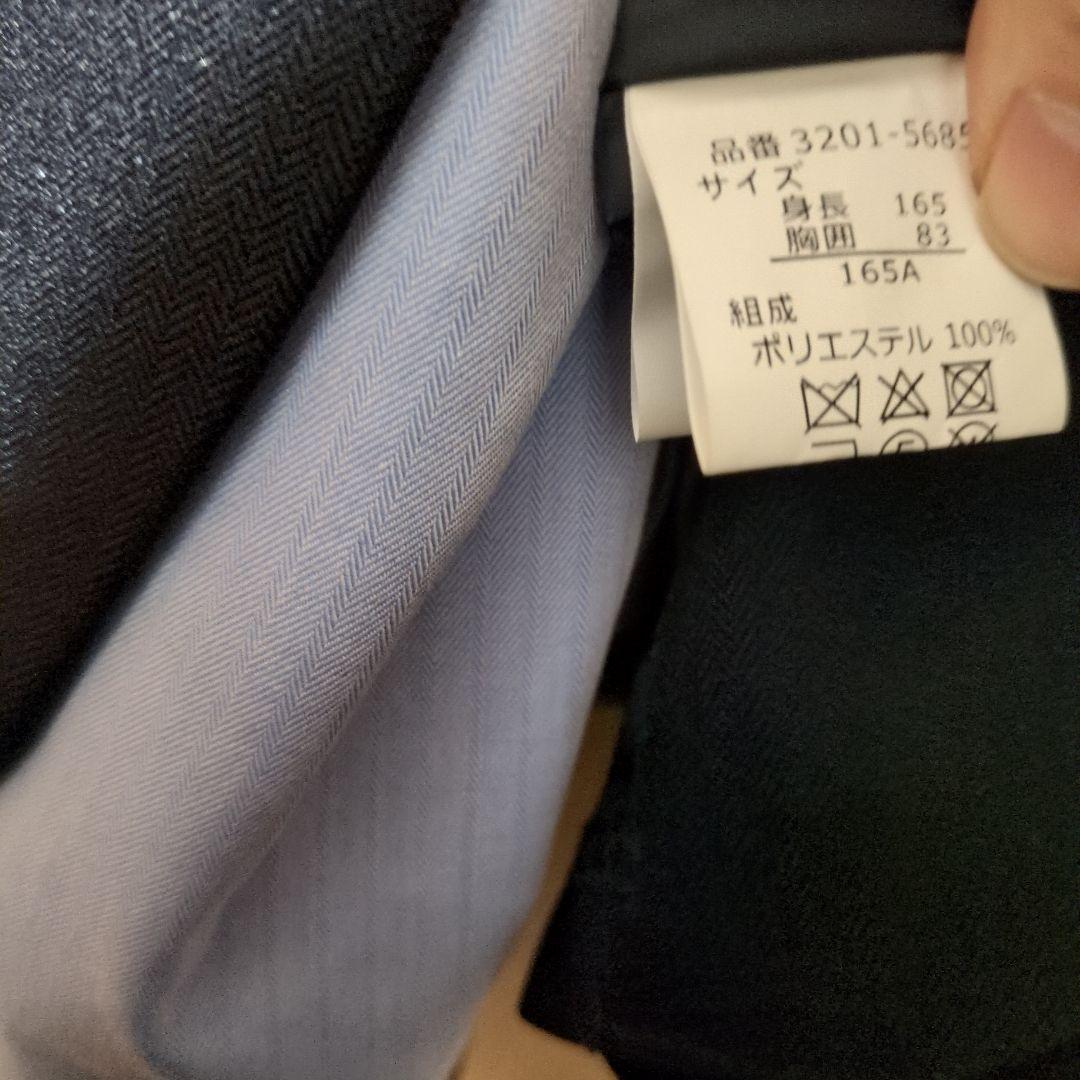 品番 3201-5685
サイズ
身長 165
胸囲 83
165A
組成
ポリエステル 100%